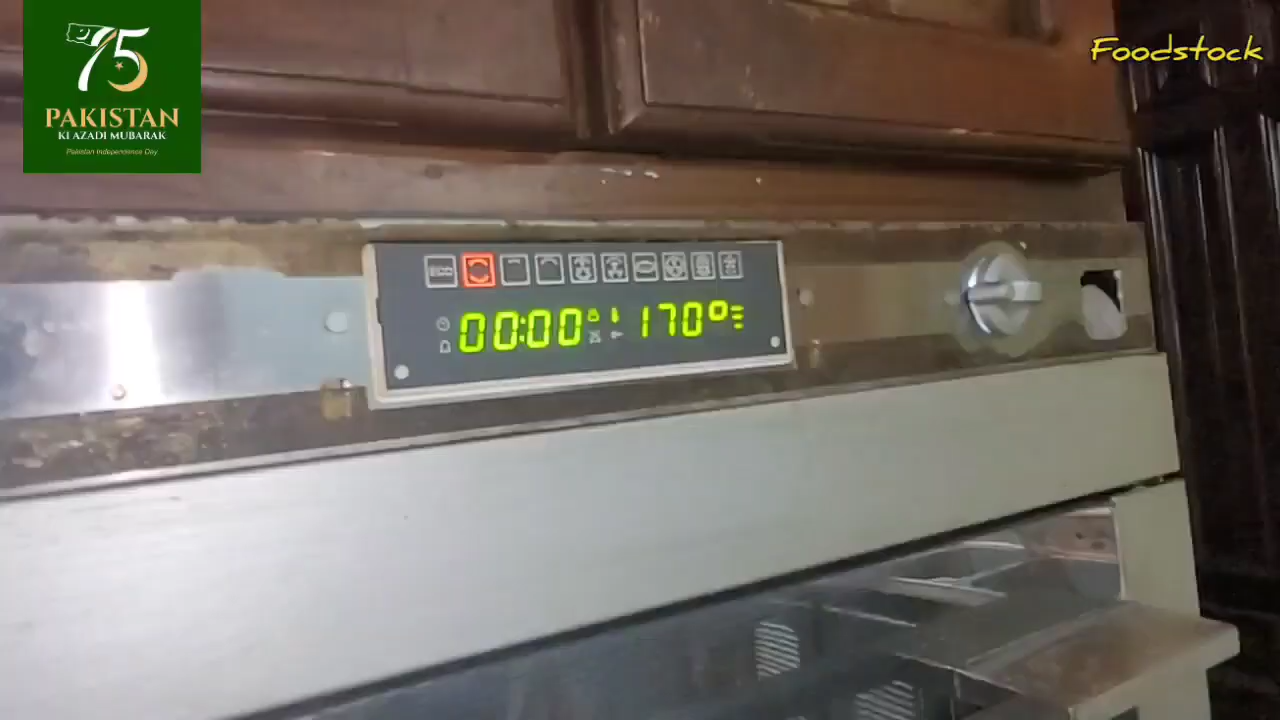 75
PAKISTAN
KI AZADI MUBARAK
Pakistan Independence Day
Foodstock
ECO
00:00 170°